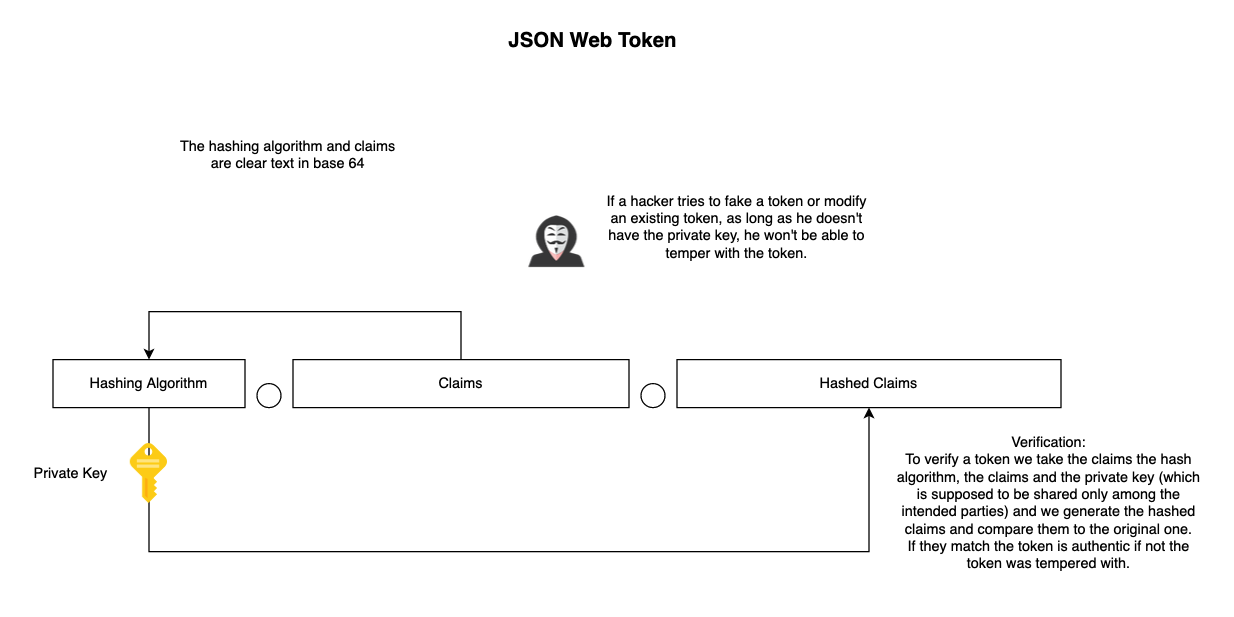 JSON Web Token
The hashing algorithm and claims
are clear text in base 64
If a hacker tries to fake a token or modify
an existing token, as long as he doesn't
have the private key, he won't be able to
temper with the token.
Hashing Algorithm
Claims
Hashed Claims
Private Key
Verification:
To verify a token we take the claims the hash
algorithm, the claims and the private key (which
is supposed to be shared only among the
intended parties) and we generate the hashed
claims and compare them to the original one.
If they match the token is authentic if not the
token was tempered with.